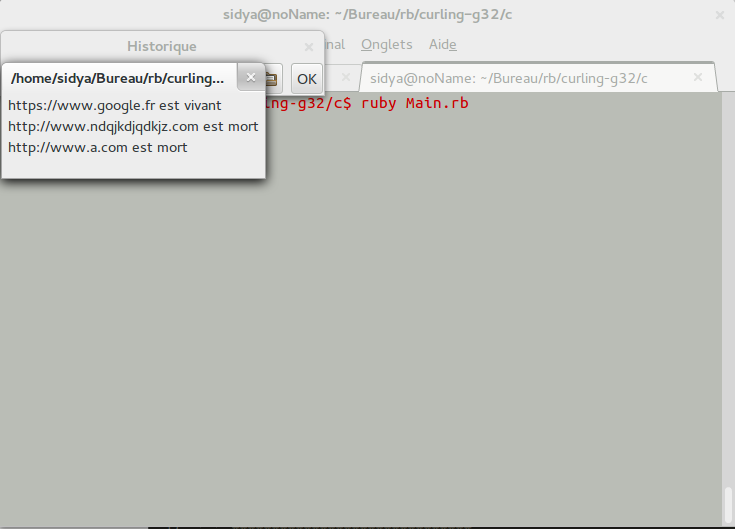 sidya@noName: ~/Bureau/rb/curling-g32/c
Historique
nal Onglets Aide
/home/sidya/Bureau/rb/curling...
OK
sidya@noName: ~/Bureau/rb/curling-g32/c
https://www.google.fr est vivant
ing-g32/c$ ruby Main.rb
http://www.ndqjkdjqdkjz.com est mort
http://www.a.com est mort